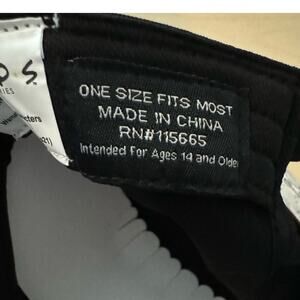 P S.
ONE SIZE FITS MOST
MADE IN CHINA
RN#115665
Intended For Ages 14 and Older